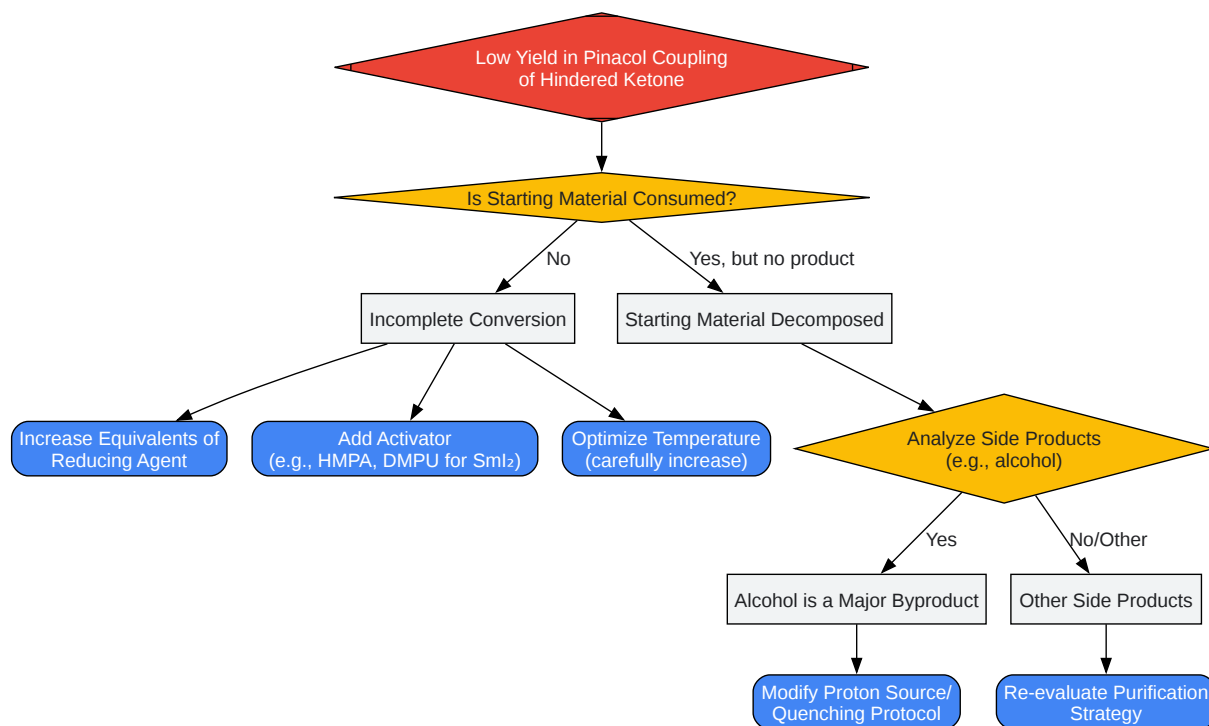 Low Yield in Pinacol Coupling
of Hindered Ketone
Is Starting Material Consumed?
No
Yes, but no product
Incomplete Conversion
Starting Material Decomposed
Increase Equivalents of
Reducing Agent
Add Activator
(e.g., HMPA, DMPU for SmI₂)
Optimize Temperature
(carefully increase)
Analyze Side Products
(e.g., alcohol)
Yes
No/Other
Alcohol is a Major Byproduct
Other Side Products
Modify Proton Source/
Quenching Protocol
Re-evaluate Purification
Strategy